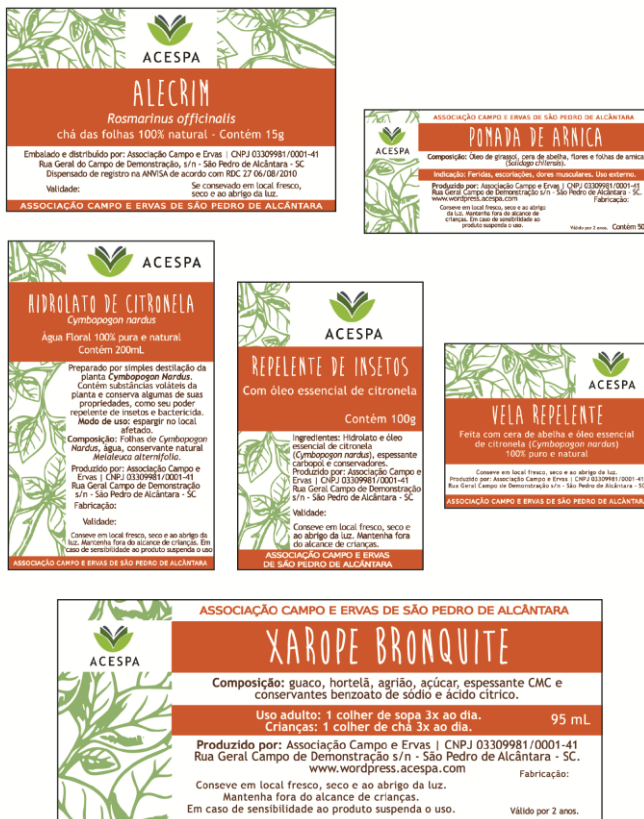 ACESPA
ALECRIM
Rosmarinus officinalis
chá das folhas 100% natural - Contém 15g
Embalado e distribuído por: Associação Campo e Ervas | CNPJ 03309981/0001-41
Rua Geral do Campo de Demonstração, s/n - São Pedro de Alcântara - SC
Dispensado de registro na ANVISA de acordo com RDC 27 06/08/2010
Validade:
Se conservado em local fresco,
seco e ao abrigo da luz.
ASSOCIAÇÃO CAMPO E ERVAS DE SÃO PEDRO DE ALCÂNTARA
ACESPA
ASSOCIAÇÃO CAMPO E ERVAS DE SÃO PEDRO DE ALCÂNTARA
POMADA DE ARNICA
Composição: Óleo de girassol, cera de abelha, flores e folhas de arnica
(Solidago chilensis).
Indicação: Feridas, escoriações, dores musculares. Uso externo.
Produzido por: Associação Campo e Ervas | CNPJ 03309981/0001-41
Rua Geral Campo de Demonstração s/n - São Pedro de Alcântara - SC.
www.wordpress.acespa.com
Fabricação:
Conserve em local fresco, seco e ao abrigo
da luz. Mantenha fora do alcance de
crianças. Em caso de sensibilidade ao
produto suspenda o uso.
Válido por 2 anos.
Contém 50
ACESPA
HIDROLATO DE CITRONELA
Cymbopogon nardus
Água Floral 100% pura e natural
Contém 200mL
Preparado por simples destilação da
planta Cymbopogon Nardus.
Contém substâncias voláteis da
planta e conserva algumas de suas
propriedades, como seu poder
repelente de insetos e bactericida.
Modo de uso: espargir no local
afetado.
Composição: Folhas de Cymbopogon
Nardus, água, conservante natural
Melaleuca alternifolia.
Produzido por: Associação Campo e
Ervas | CNPJ 03309981/0001-41
Rua Geral Campo de Demonstração
s/n - São Pedro de Alcântara - SC
Fabricação:
Validade:
Conserve em local fresco, seco e ao abrigo da
luz. Mantenha fora do alcance de crianças. Em
caso de sensibilidade ao produto suspenda o uso
ASSOCIAÇÃO CAMPO E ERVAS DE SÃO PEDRO DE ALCÂNTARA
ACESPA
REPELENTE DE INSETOS
Com óleo essencial de citronela
Contém 100g
Ingredientes: Hidrolato e óleo
essencial de citronela
(Cymbopogon nardus), espessante
carbopol e conservadores.
Produzido por: Associação Campo e
Ervas | CNPJ 03309981/0001-41
Rua Geral Campo de Demonstração
s/n - São Pedro de Alcântara - SC
Validade:
Conseve em local fresco, seco e
ao abrigo da luz. Mantenha fora
do alcance de crianças.
ASSOCIAÇÃO CAMPO E ERVAS
DE SÃO PEDRO DE ALCÂNTARA
ACESPA
VELA REPELENTE
Feita com cera de abelha e óleo essencial
de citronela (Cymbopogon nardus)
100% puro e natural
Conseve em local fresco, seco e ao abrigo da luz.
Produzido por: Associação Campo e Ervas | CNPJ 03309981/0001-41
Rua Geral Campo de Demonstração s/n - São Pedro de Alcântara - SC
ASSOCIAÇÃO CAMPO E ERVAS DE SÃO PEDRO DE ALCÂNTARA
ACESPA
ASSOCIAÇÃO CAMPO E ERVAS DE SÃO PEDRO DE ALCÂNTARA
XAROPE BRONQUITE
Composição: guaco, hortelã, agrião, açúcar, espessante CMC e
conservantes benzoato de sódio e ácido cítrico.
Uso adulto: 1 colher de sopa 3x ao dia.
Crianças: 1 colher de chá 3x ao dia.
95 mL
Produzido por: Associação Campo e Ervas | CNPJ 03309981/0001-41
Rua Geral Campo de Demonstração s/n - São Pedro de Alcântara - SC.
www.wordpress.acespa.com
Fabricação:
Conseve em local fresco, seco e ao abrigo da luz.
Mantenha fora do alcance de crianças.
Em caso de sensibilidade ao produto suspenda o uso.
Válido por 2 anos.